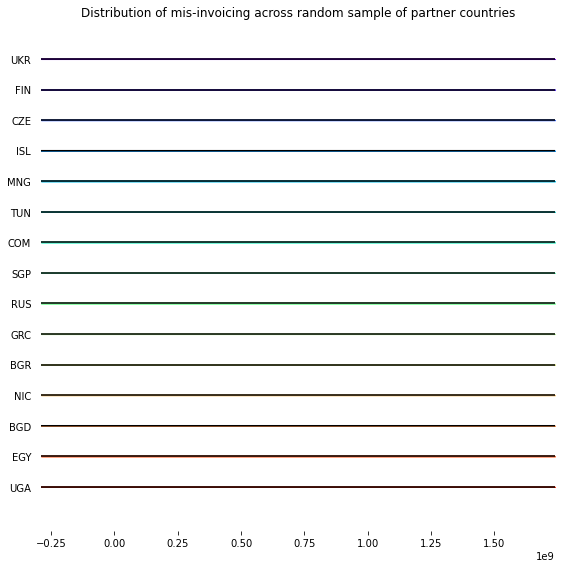 Distribution of mis-invoicing across random sample of partner countries
UKR
FIN
CZE
ISL
MNG
TUN
COM
SGP
RUS
GRC
BGR
NIC
BGD
EGY
UGA
−0.25 0.00 0.25 0.50 0.75 1.00 1.25 1.50
1e9